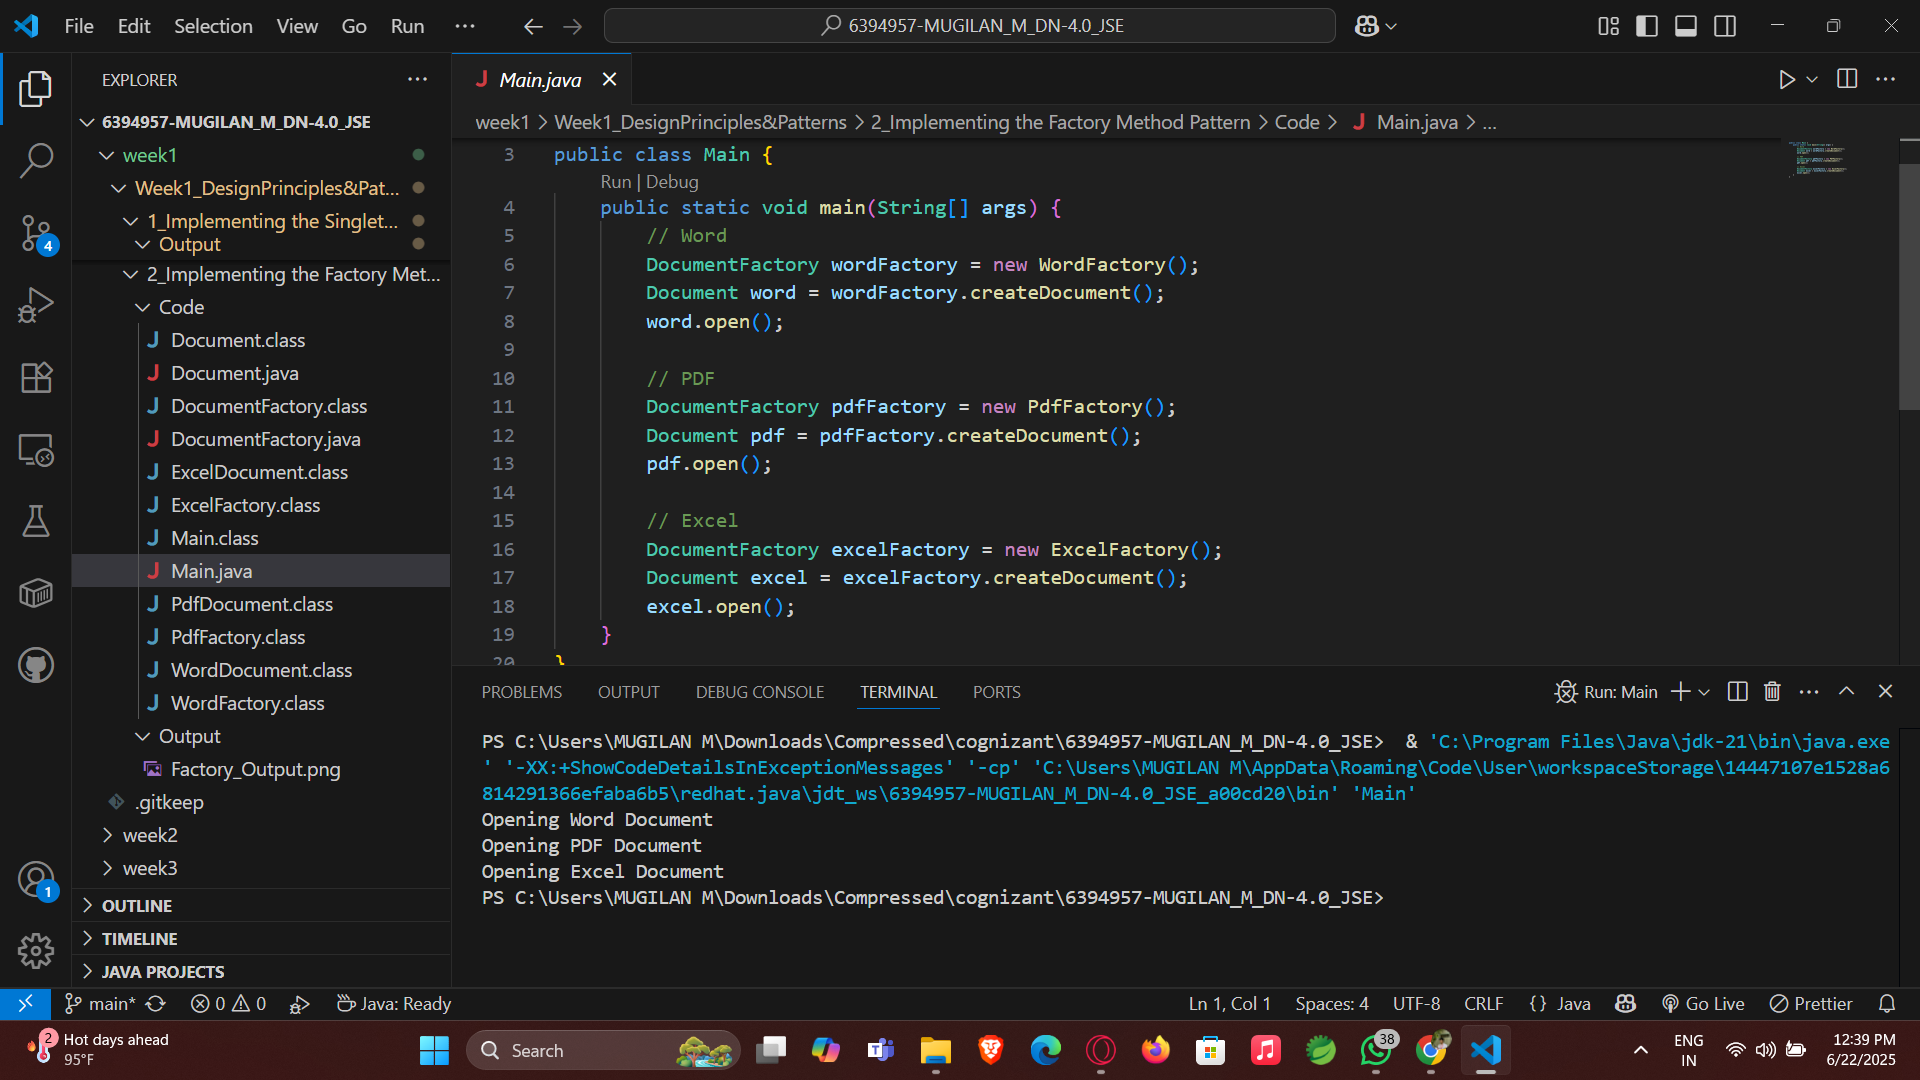 File Edit Selection View Go Run ···
6394957-MUGILAN_M_DN-4.0_JSE
EXPLORER
6394957-MUGILAN_M_DN-4.0_JSE
week1
Week1_DesignPrinciples&Pat...
1_Implementing the Singlet...
Output
2_Implementing the Factory Met...
Code
Document.class
Document.java
DocumentFactory.class
DocumentFactory.java
ExcelDocument.class
ExcelFactory.class
Main.class
Main.java
PdfDocument.class
PdfFactory.class
WordDocument.class
WordFactory.class
Output
Factory_Output.png
.gitkeep
week2
week3
OUTLINE
TIMELINE
JAVA PROJECTS
4
1
J Main.java
week1 > Week1_DesignPrinciples&Patterns > 2_Implementing the Factory Method Pattern > Code > J Main.java > ...
3 public class Main {
Run | Debug
4 public static void main(String[] args) {
5 // Word
6 DocumentFactory wordFactory = new WordFactory();
7 Document word = wordFactory.createDocument();
8 word.open();
9
10 // PDF
11 DocumentFactory pdfFactory = new PdfFactory();
12 Document pdf = pdfFactory.createDocument();
13 pdf.open();
14
15 // Excel
16 DocumentFactory excelFactory = new ExcelFactory();
17 Document excel = excelFactory.createDocument();
18 excel.open();
19 }
20 }
PROBLEMS OUTPUT DEBUG CONSOLE TERMINAL PORTS
Run: Main
PS C:\Users\MUGILAN M\Downloads\Compressed\cognizant\6394957-MUGILAN_M_DN-4.0_JSE>  & 'C:\Program Files\Java\jdk-21\bin\java.exe
' '-XX:+ShowCodeDetailsInExceptionMessages' '-cp' 'C:\Users\MUGILAN M\AppData\Roaming\Code\User\workspaceStorage\14447107e1528a6
6814291366efaba6b5\redhat.java\jdt_ws\6394957-MUGILAN_M_DN-4.0_JSE_a00cd20\bin' 'Main'
Opening Word Document
Opening PDF Document
Opening Excel Document
PS C:\Users\MUGILAN M\Downloads\Compressed\cognizant\6394957-MUGILAN_M_DN-4.0_JSE>
main* 0 0 Java: Ready
Ln 1, Col 1 Spaces: 4 UTF-8 CRLF {} Java Go Live Prettier
2
Hot days ahead
95°F
Search
38
ENG
IN
12:39 PM
6/22/2025